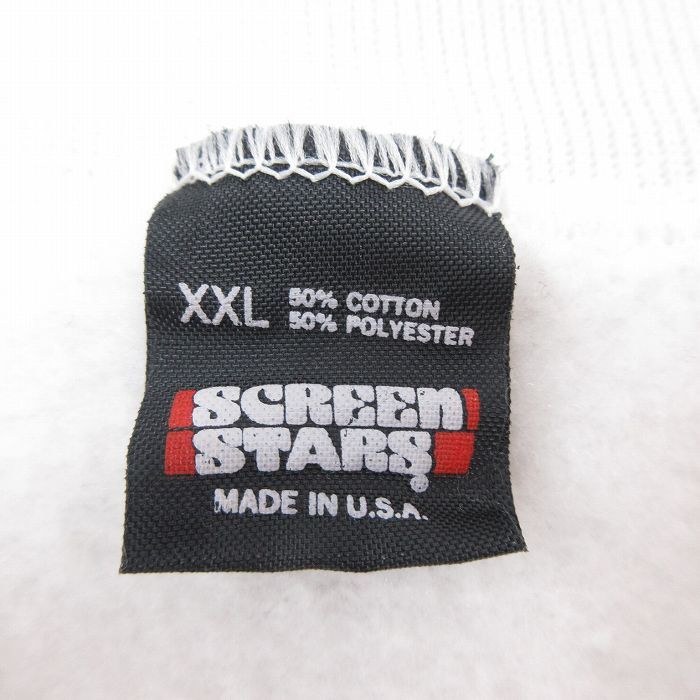 XXL 50% COTTON
50% POLYESTER
SCREEN
STARS
MADE IN U.S.A.